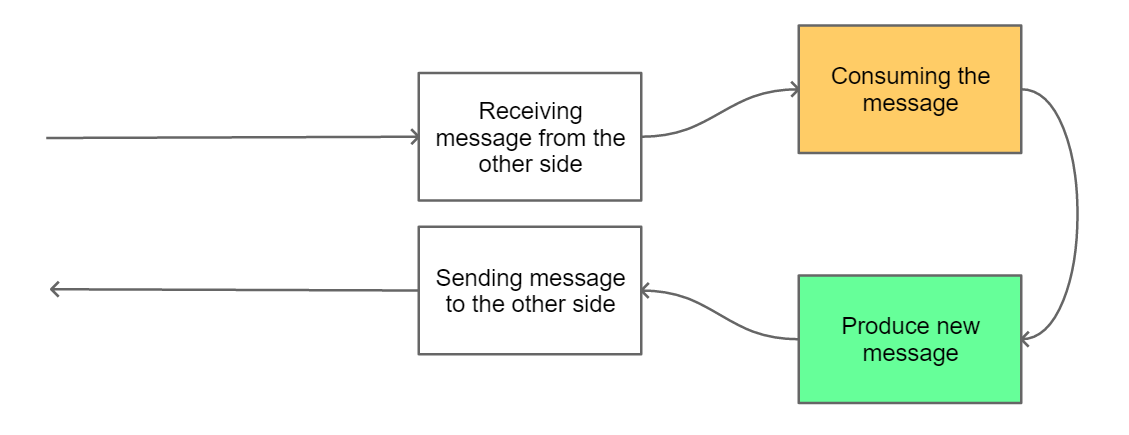 Consuming the
message
Receiving
message from the
other side
Sending message
to the other side
Produce new
message